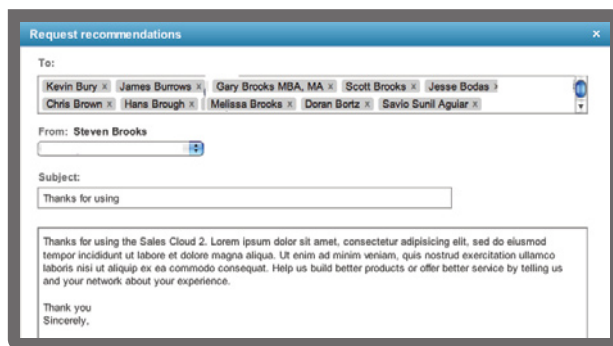 Request recommendations x
To:
Kevin Bury x James Burrows x Gary Brooks MBA, MA x Scott Brooks x Jesse Bodas x
Chris Brown x Hans Brough x Melissa Brooks x Doran Bortz x Savio Sunil Aguiar x
From: Steven Brooks
Subject:
Thanks for using
Thanks for using the Sales Cloud 2. Lorem ipsum dolor sit amet, consectetur adipisicing elit, sed do eiusmod
tempor incididunt ut labore et dolore magna aliqua. Ut enim ad minim veniam, quis nostrud exercitation ullamco
laboris nisi ut aliquip ex ea commodo consequat. Help us build better products or offer better service by telling us
and your network about your experience.
Thank you
Sincerely,